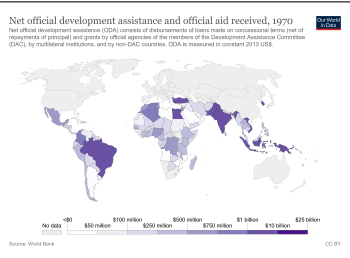 Net official development assistance and official aid received, 1970
Our World
in Data
Net official development assistance (ODA) consists of disbursements of loans made on concessional terms (net of
repayments of principal) and grants by official agencies of the members of the Development Assistance Committee
(DAC), by multilateral institutions, and by non-DAC countries. ODA is measured in constant 2013 US$.
<$0 $100 million $500 million $1 billion $25 billion
No data $50 million $250 million $750 million $10 billion
Source: World Bank CC BY